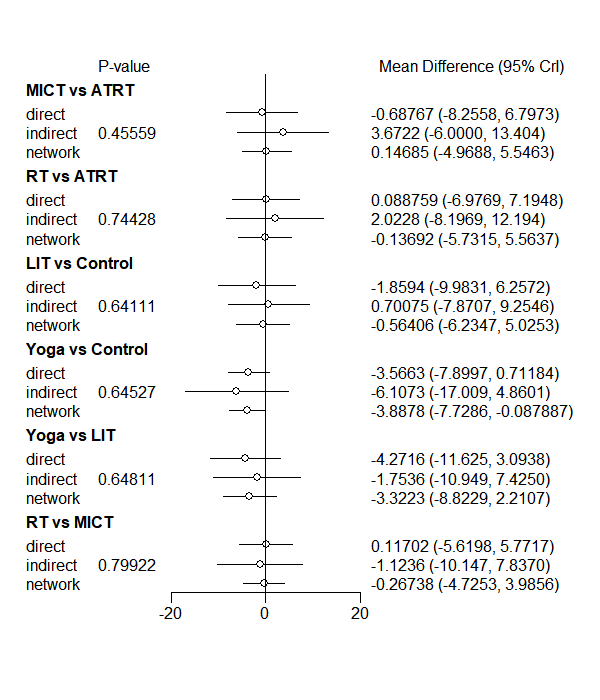 P-value Mean Difference (95% CrI)
MICT vs ATRT
direct -0.68767 (-8.2558, 6.7973)
indirect 0.45559 3.6722 (-6.0000, 13.404)
network 0.14685 (-4.9688, 5.5463)
RT vs ATRT
direct 0.088759 (-6.9769, 7.1948)
indirect 0.74428 2.0228 (-8.1969, 12.194)
network -0.13692 (-5.7315, 5.5637)
LIT vs Control
direct -1.8594 (-9.9831, 6.2572)
indirect 0.64111 0.70075 (-7.8707, 9.2546)
network -0.56406 (-6.2347, 5.0253)
Yoga vs Control
direct -3.5663 (-7.8997, 0.71184)
indirect 0.64527 -6.1073 (-17.009, 4.8601)
network -3.8878 (-7.7286, -0.087887)
Yoga vs LIT
direct -4.2716 (-11.625, 3.0938)
indirect 0.64811 -1.7536 (-10.949, 7.4250)
network -3.3223 (-8.8229, 2.2107)
RT vs MICT
direct 0.11702 (-5.6198, 5.7717)
indirect 0.79922 -1.1236 (-10.147, 7.8370)
network -0.26738 (-4.7253, 3.9856)
-20 0 20